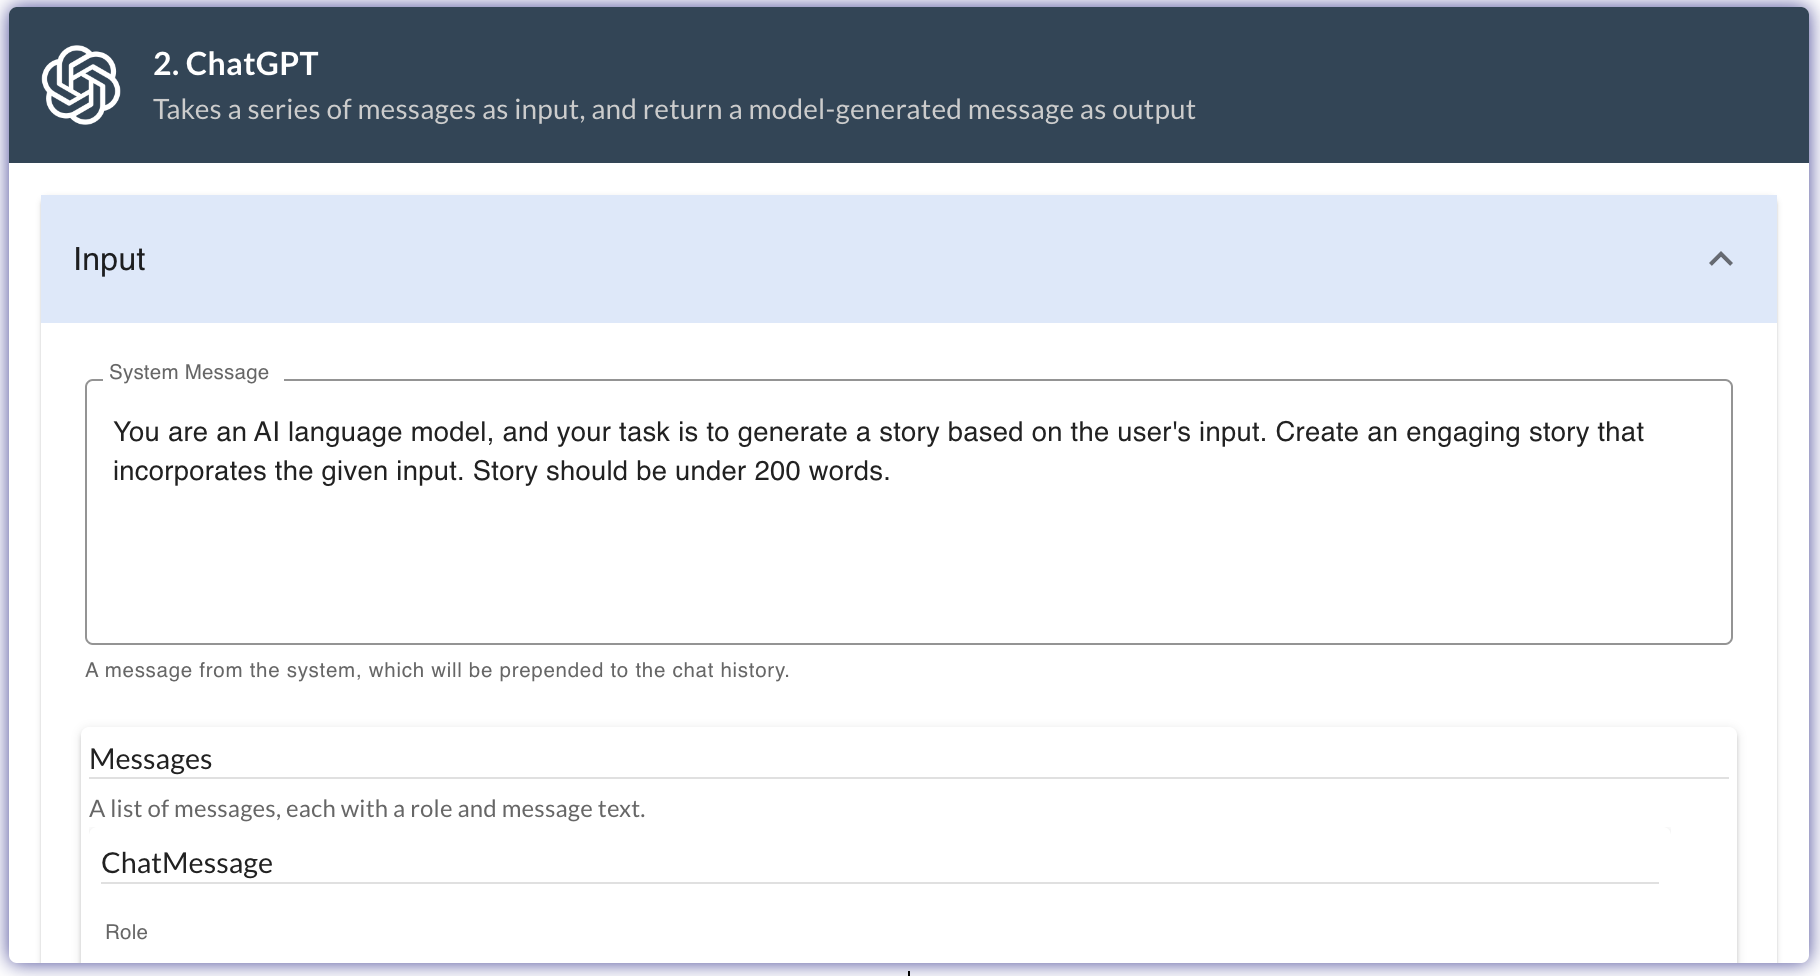 2. ChatGPT
Takes a series of messages as input, and return a model-generated message as output
Input
System Message
You are an AI language model, and your task is to generate a story based on the user's input. Create an engaging story that
incorporates the given input. Story should be under 200 words.
A message from the system, which will be prepended to the chat history.
Messages
A list of messages, each with a role and message text.
ChatMessage
Role